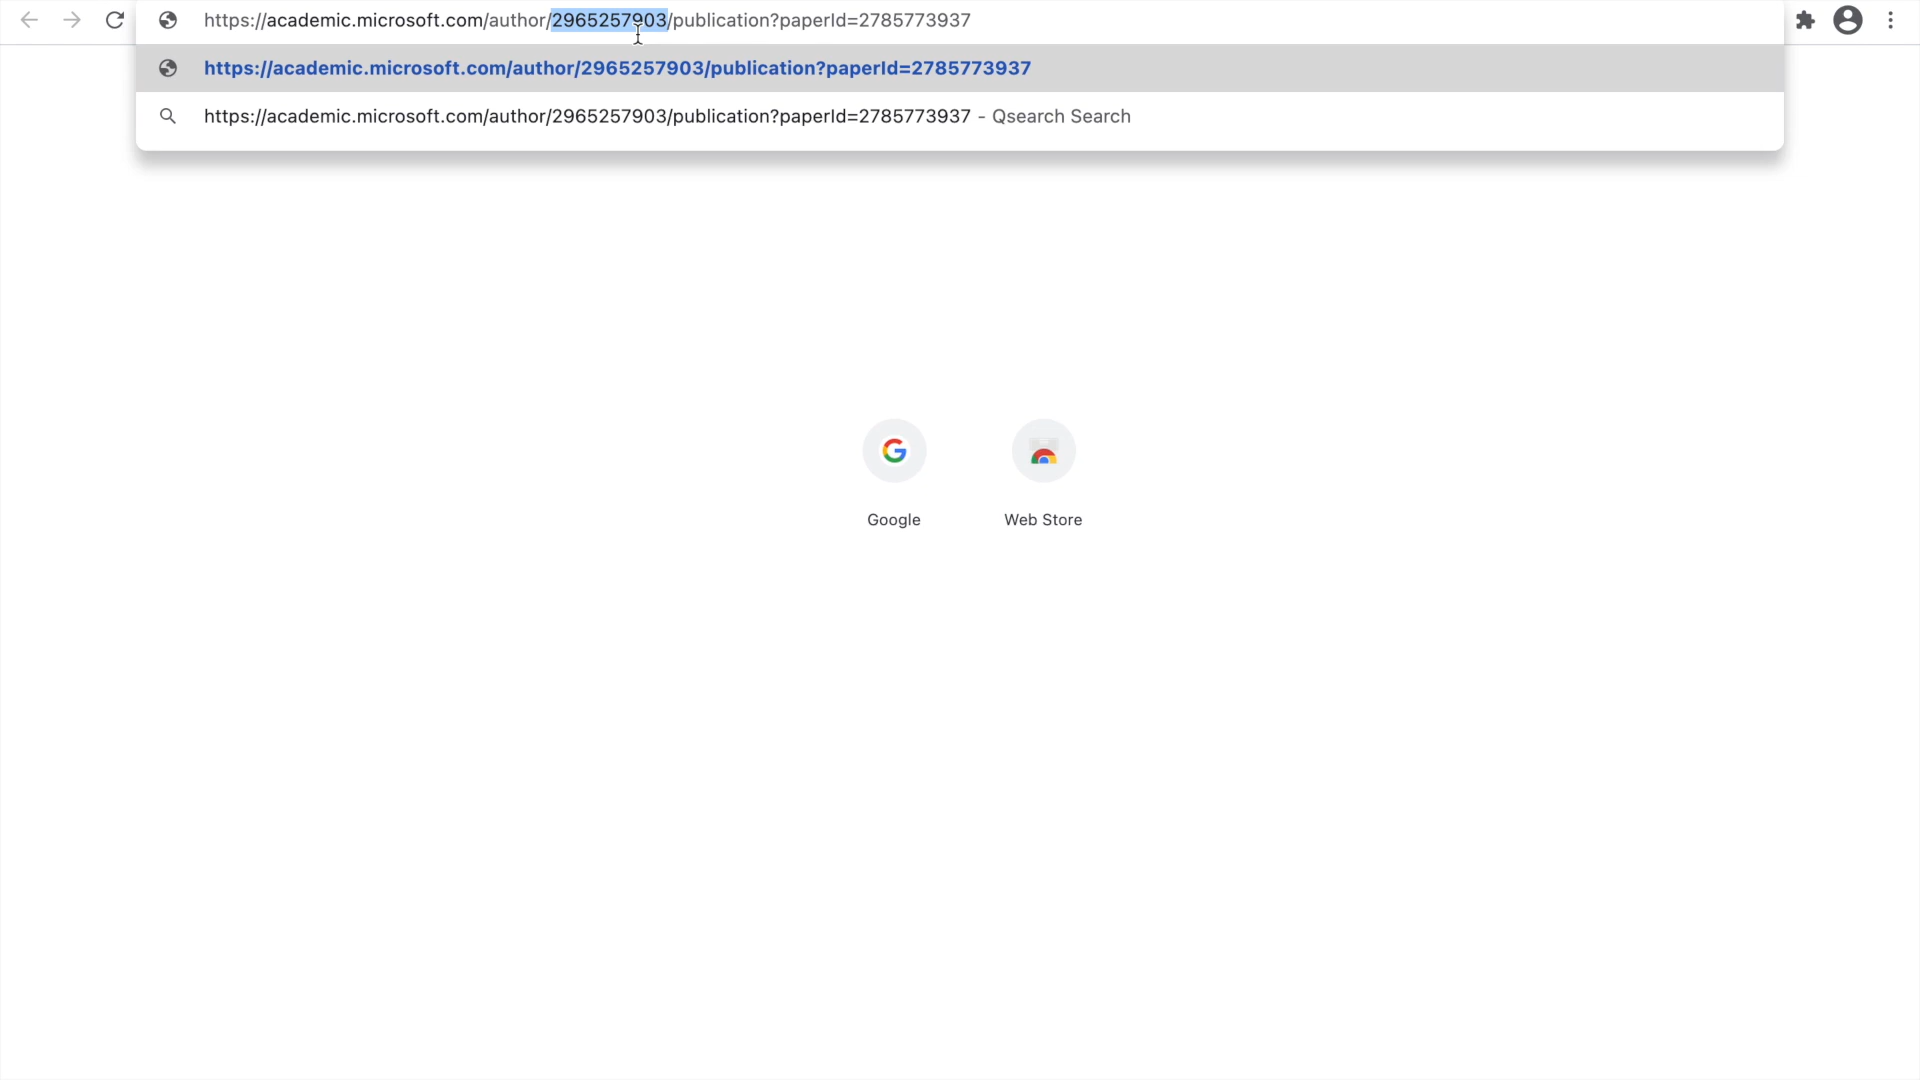 https://academic.microsoft.com/author/2965257903/publication?paperId=2785773937
https://academic.microsoft.com/author/2965257903/publication?paperId=2785773937
https://academic.microsoft.com/author/2965257903/publication?paperId=2785773937 - Qsearch Search
Google
Web Store